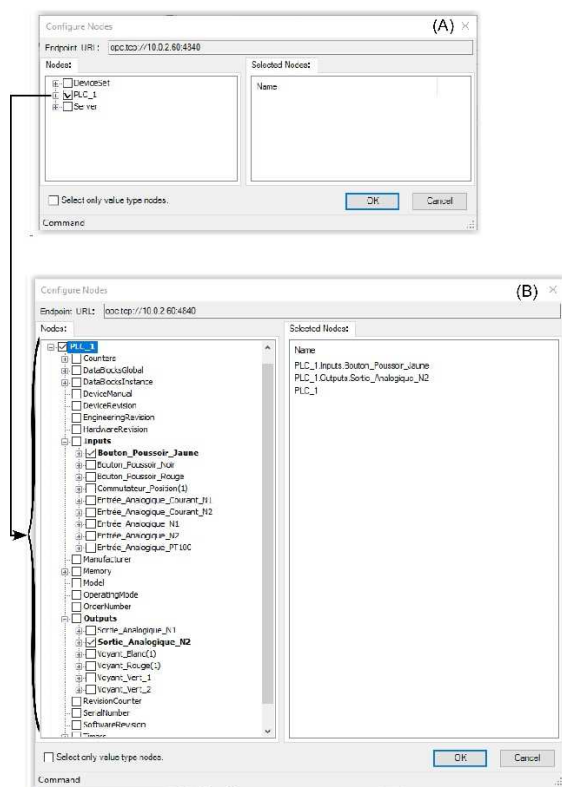 Configure Nodes
(A)
Endpoint URL: opc.tcp://10.0.2.60:4840
Nodes:
Selected Nodes:
DeviceSet
PLC_1
Server
Name
Select only value type nodes.
OK
Cancel
Command
Configure Nodes
(B)
Endpoint URL: opc.tcp://10.0.2.60:4840
Nodes:
Selected Nodes:
PLC_1
Counters
DataBlocksGlobal
DataBlocksInstance
DeviceManual
DeviceRevision
EngineeringRevision
HardwareRevision
Inputs
Bouton_Poussoir_Jaune
Bouton_Poussoir_Noir
Bouton_Poussoir_Rouge
Commutateur_Position(1)
Entrée_Analogique_Courant_N1
Entrée_Analogique_Courant_N2
Entrée_Analogique_N1
Entrée_Analogique_N2
Entrée_Analogique_PT100
Manufacturer
Memory
Model
OperatingMode
OrderNumber
Outputs
Sortie_Analogique_N1
Sortie_Analogique_N2
Voyant_Blanc(1)
Voyant_Rouge(1)
Voyant_Vert_1
Voyant_Vert_2
RevisionCounter
SerialNumber
SoftwareRevision
Timers
Name
PLC_1.Inputs.Bouton_Poussoir_Jaune
PLC_1.Outputs.Sortie_Analogique_N2
PLC_1
Select only value type nodes.
OK
Cancel
Command